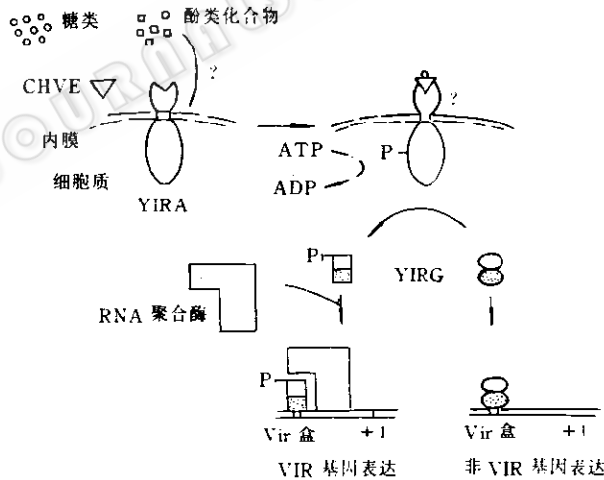 糖类
酚类化合物
?
CHVE
内膜
细胞质
YIRA
ATP
ADP
P
?
P
YIRG
RNA 聚合酶
P
Vir 盒 +1
Vir 盒 +1
VIR 基因表达
非 VIR 基因表达